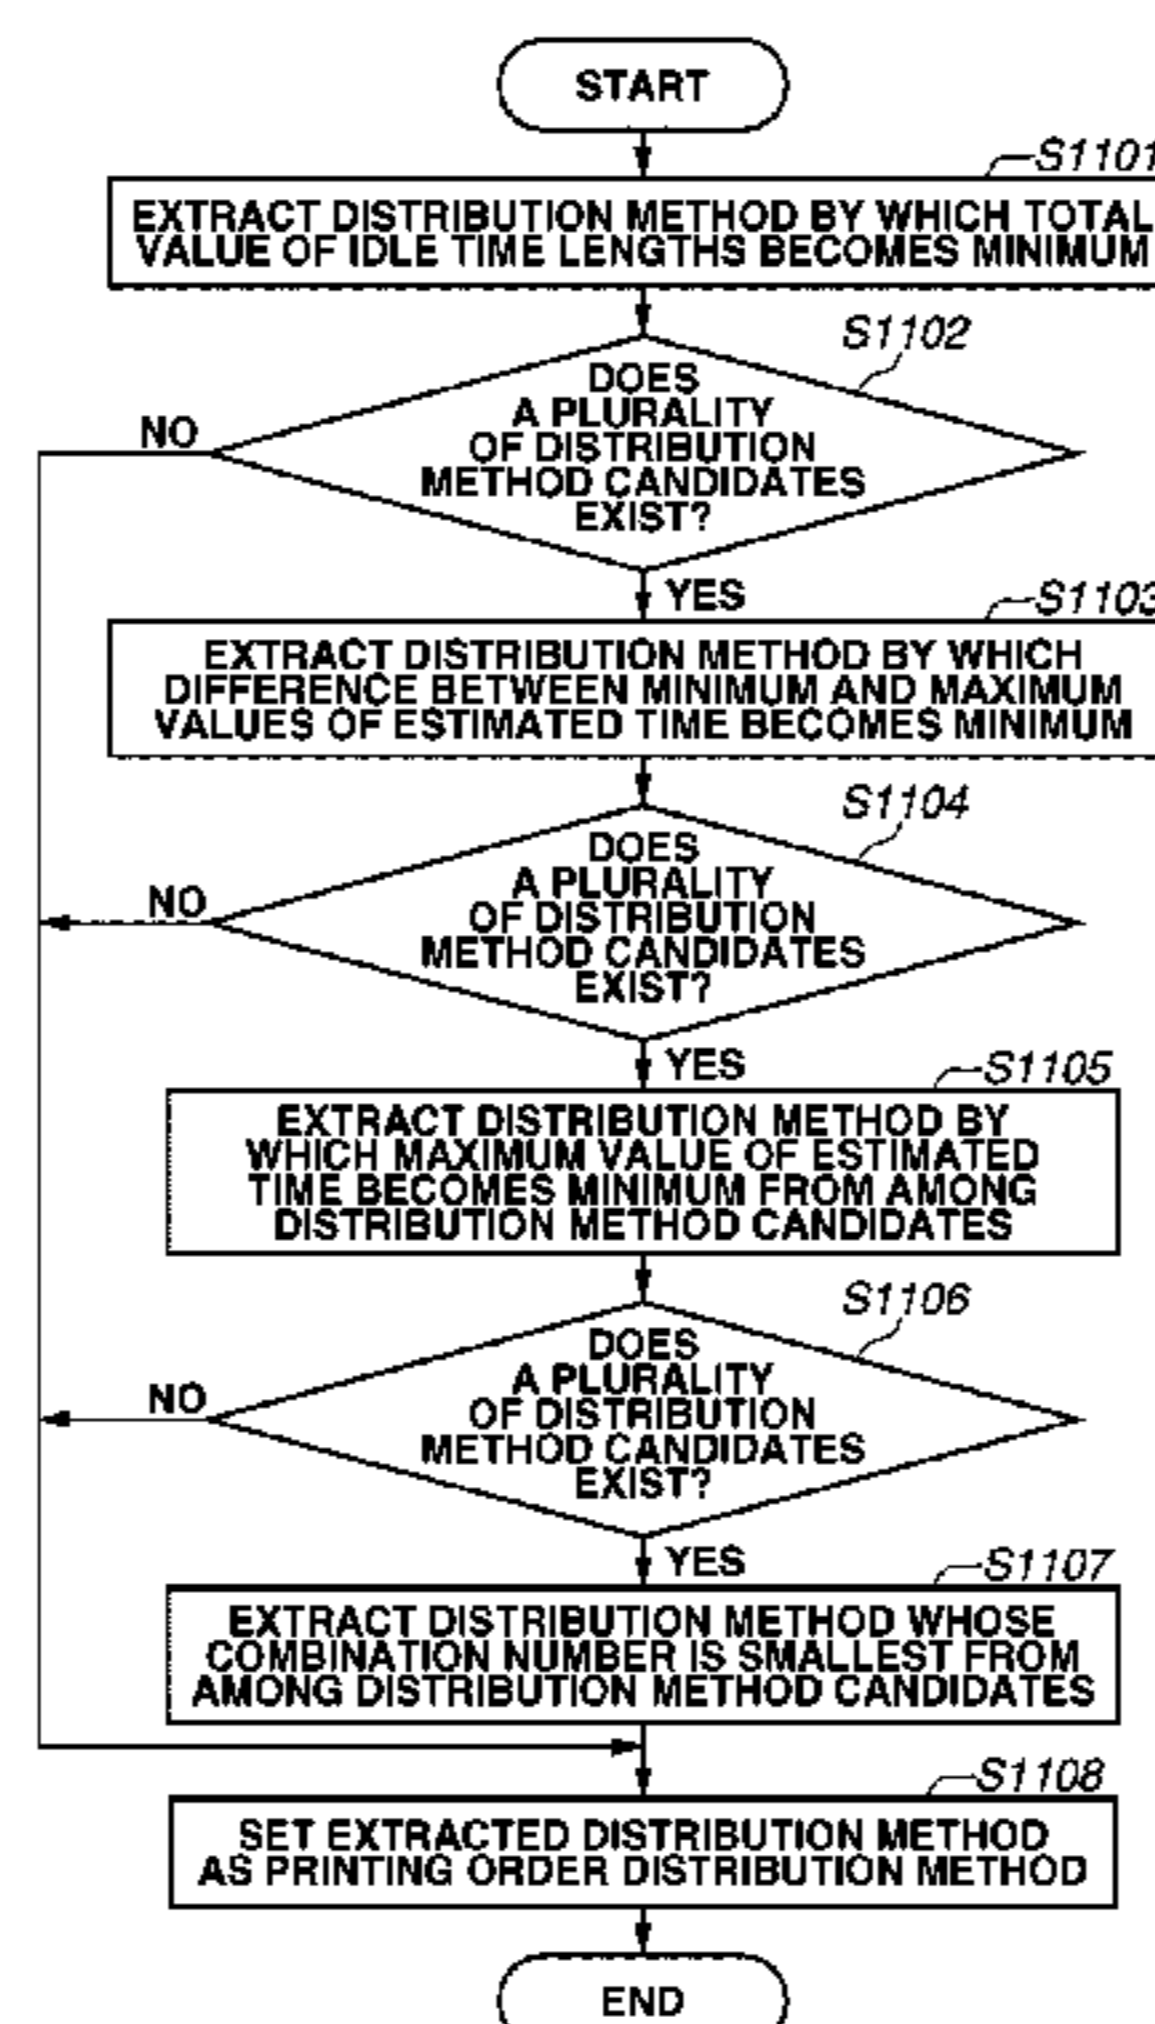 START
S1101
EXTRACT DISTRIBUTION METHOD BY WHICH TOTAL
VALUE OF IDLE TIME LENGTHS BECOMES MINIMUM
S1102
DOES
A PLURALITY
OF DISTRIBUTION
METHOD CANDIDATES
EXIST?
NO
YES
S1103
EXTRACT DISTRIBUTION METHOD BY WHICH
DIFFERENCE BETWEEN MINIMUM AND MAXIMUM
VALUES OF ESTIMATED TIME BECOMES MINIMUM
S1104
DOES
A PLURALITY
OF DISTRIBUTION
METHOD CANDIDATES
EXIST?
NO
YES
S1105
EXTRACT DISTRIBUTION METHOD BY
WHICH MAXIMUM VALUE OF ESTIMATED
TIME BECOMES MINIMUM FROM AMONG
DISTRIBUTION METHOD CANDIDATES
S1106
DOES
A PLURALITY
OF DISTRIBUTION
METHOD CANDIDATES
EXIST?
NO
YES
S1107
EXTRACT DISTRIBUTION METHOD WHOSE
COMBINATION NUMBER IS SMALLEST FROM
AMONG DISTRIBUTION METHOD CANDIDATES
S1108
SET EXTRACTED DISTRIBUTION METHOD
AS PRINTING ORDER DISTRIBUTION METHOD
END